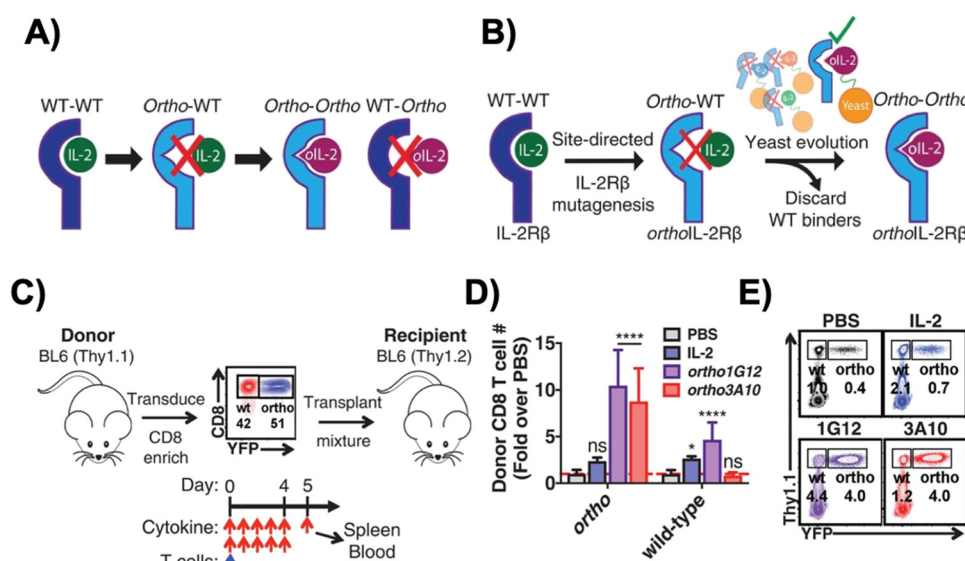 A)
WT-WT
Ortho-WT
Ortho-Ortho
WT-Ortho
IL-2
IL-2
oIL-2
oIL-2
B)
WT-WT
IL-2
IL-2Rβ
Site-directed
IL-2Rβ
mutagenesis
Ortho-WT
IL-2
orthoIL-2Rβ
oIL-2
Yeast
Yeast evolution
Discard
WT binders
Ortho-Ortho
oIL-2
orthoIL-2Rβ
C)
Donor
BL6 (Thy1.1)
Transduce
CD8
enrich
CD8
wt
ortho
42
51
YFP
Transplant
mixture
Recipient
BL6 (Thy1.2)
Day:
0
4
5
Cytokine:
Spleen
Blood
T cells:
D)
Donor CD8 T cell #
(Fold over PBS)
15
10
5
0
ns
****
*
****
ns
PBS
IL-2
ortho1G12
ortho3A10
ortho
wild-type
E)
PBS
IL-2
wt
ortho
1.0
0.4
wt
ortho
2.1
0.7
1G12
3A10
wt
ortho
4.4
4.0
wt
ortho
1.2
4.0
Thy1.1
YFP